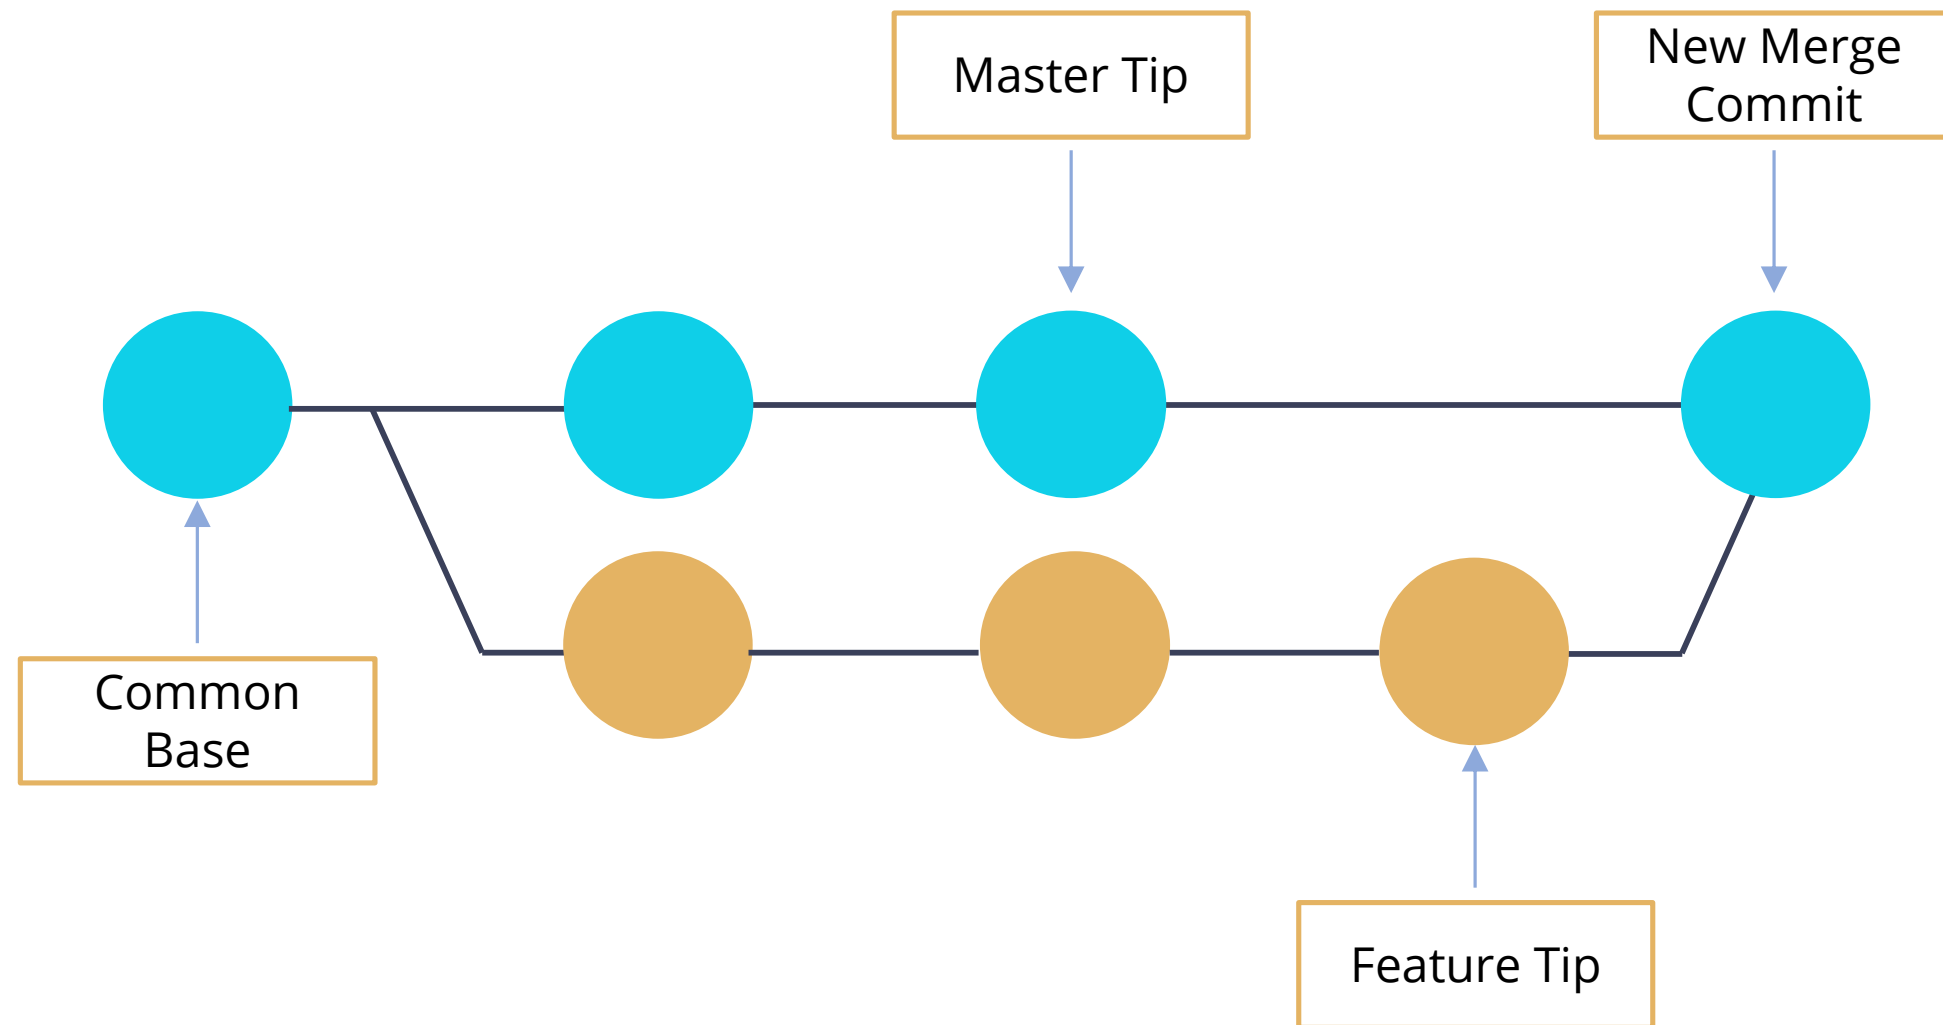 Master Tip
New Merge
Commit
Common
Base
Feature Tip